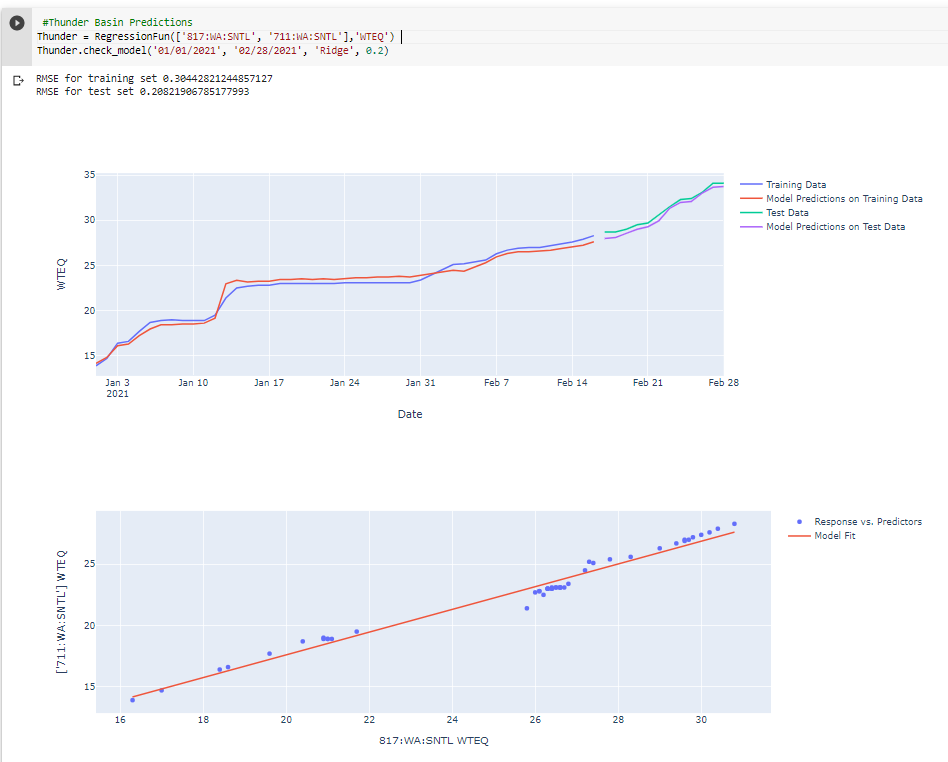 #Thunder Basin Predictions
Thunder = RegressionFun(['817:WA:SNTL', '711:WA:SNTL'],'WTEQ')
Thunder.check_model('01/01/2021', '02/28/2021', 'Ridge', 0.2)
RMSE for training set 0.30442821244857127
RMSE for test set 0.20821906785177993
35
30
25
20
15
WTEQ
Jan 3 Jan 10 Jan 17 Jan 24 Jan 31 Feb 7 Feb 14 Feb 21 Feb 28
2021
Date
Training Data
Model Predictions on Training Data
Test Data
Model Predictions on Test Data
25
20
15
['711:WA:SNTL'] WTEQ
16 18 20 22 24 26 28 30
817:WA:SNTL WTEQ
Response vs. Predictors
Model Fit